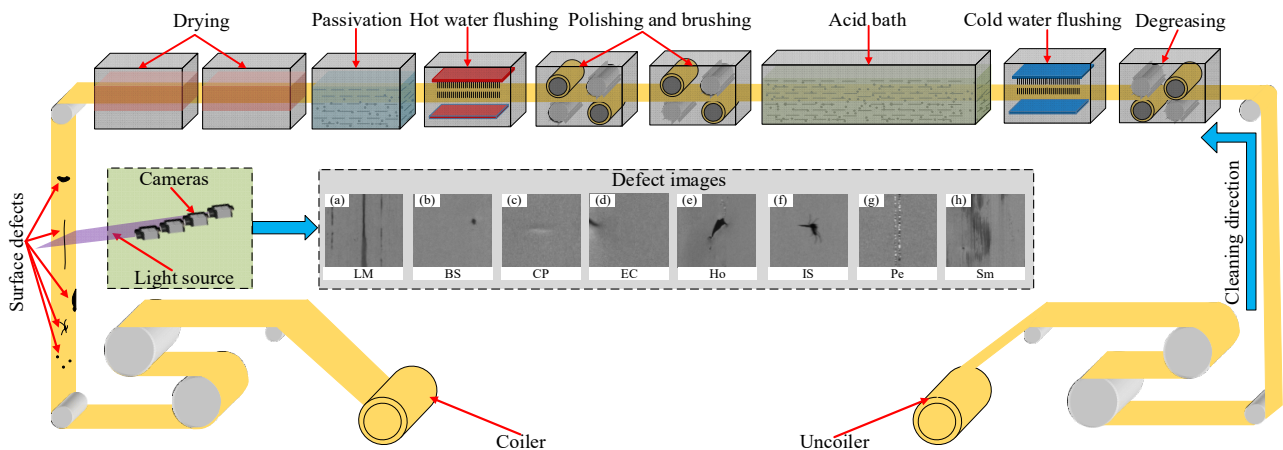 Drying
Passivation
Hot water flushing
Polishing and brushing
Acid bath
Cold water flushing
Degreasing
Surface defects
Cameras
Light source
Defect images
(a)
(b)
(c)
(d)
(e)
(f)
(g)
(h)
LM
BS
CP
EC
Ho
IS
Pe
Sm
Cleaning direction
Coiler
Uncoiler